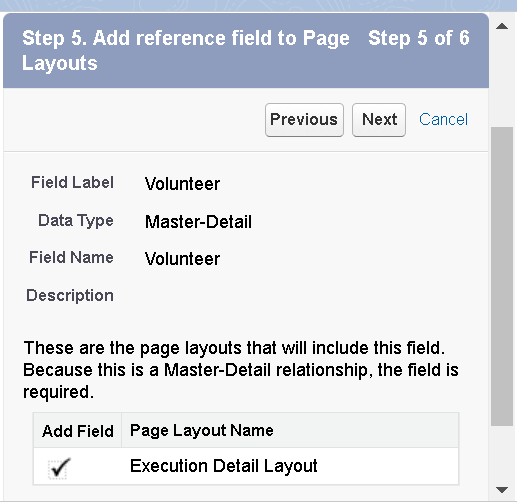 Step 5. Add reference field to Page Layouts
Step 5 of 6
Previous Next Cancel
Field Label Volunteer
Data Type Master-Detail
Field Name Volunteer
Description
These are the page layouts that will include this field.
Because this is a Master-Detail relationship, the field is
required.
Add Field Page Layout Name
Execution Detail Layout